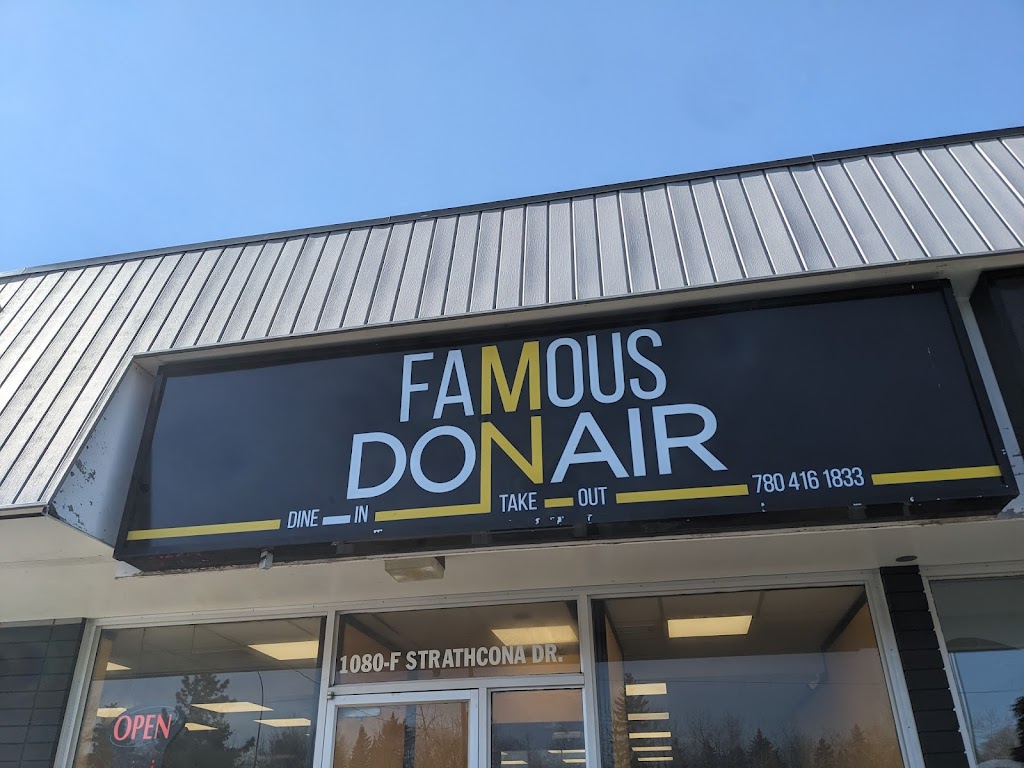 FAMOUS
DONAIR
DINE IN TAKE OUT 780 416 1833
1080-F STRATHCONA DR.
OPEN